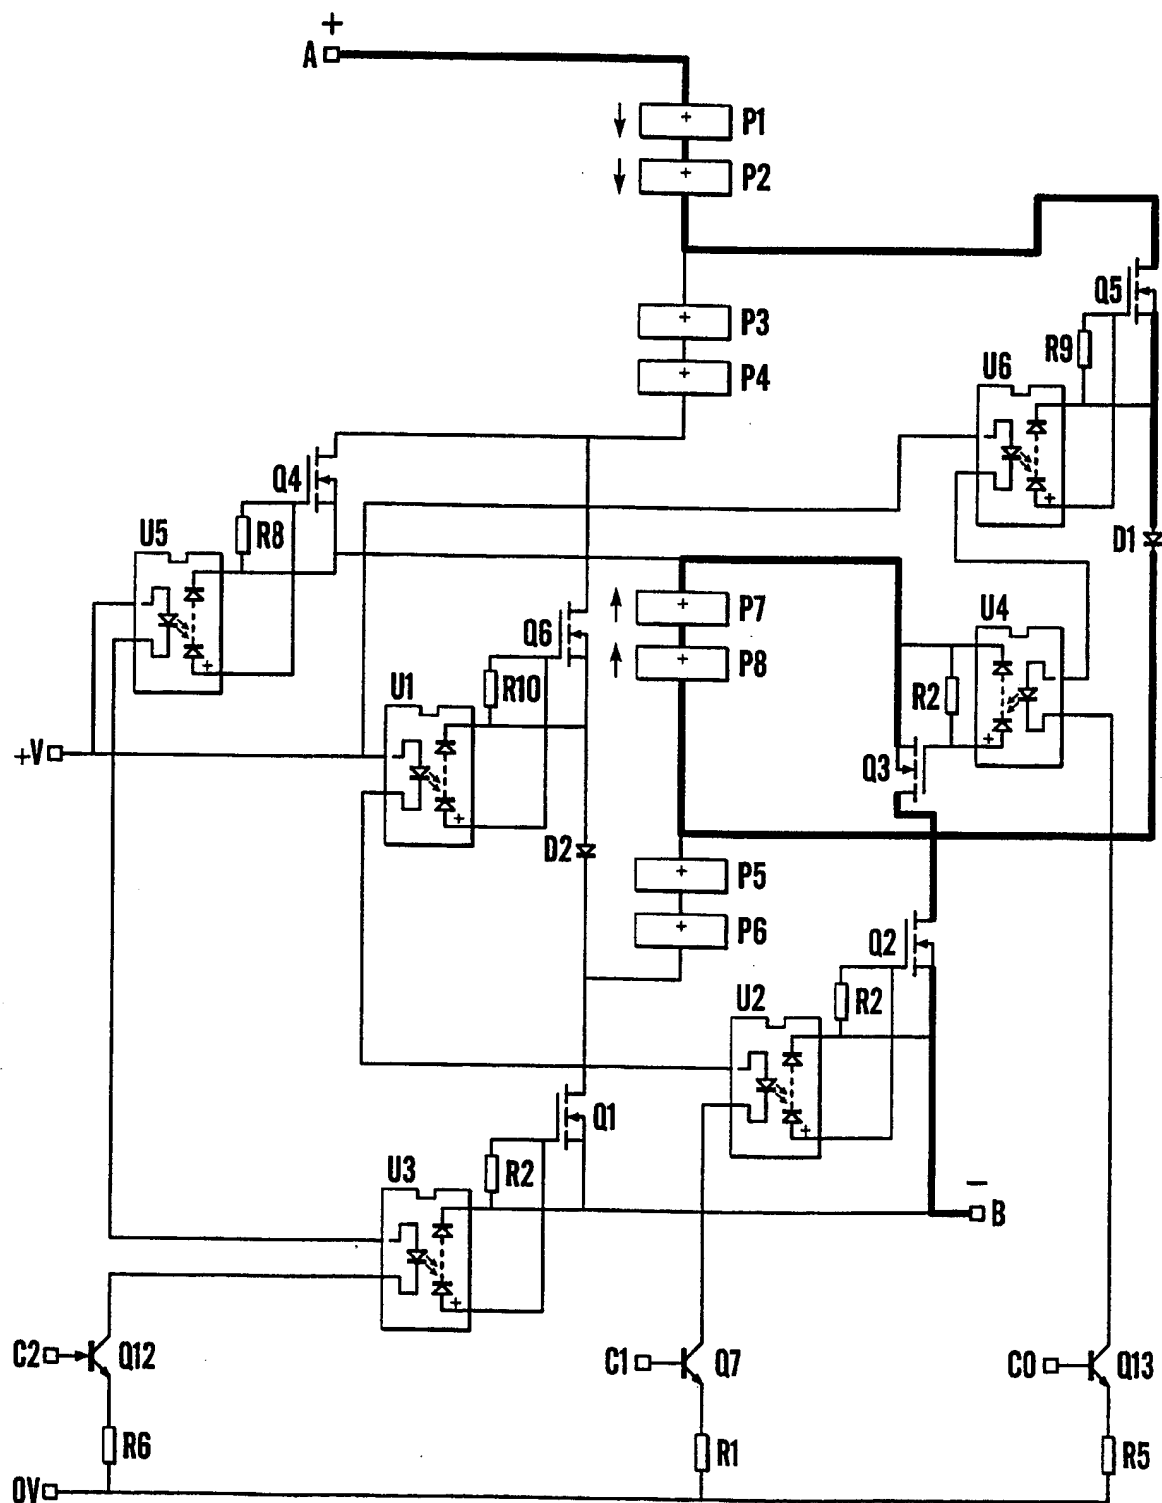 +
A
+ P1
+ P2
+ P3
+ P4
Q5
R9
U6
+
D1
Q4
R8
U5
+
+ P7
+ P8
Q6
R10
U1
+
U4
R2
+
Q3
+V
D2
+ P5
+ P6
Q2
R2
U2
+
Q1
R2
U3
+
−
B
C2
Q12
C1
Q7
C0
Q13
R6
R1
R5
0V